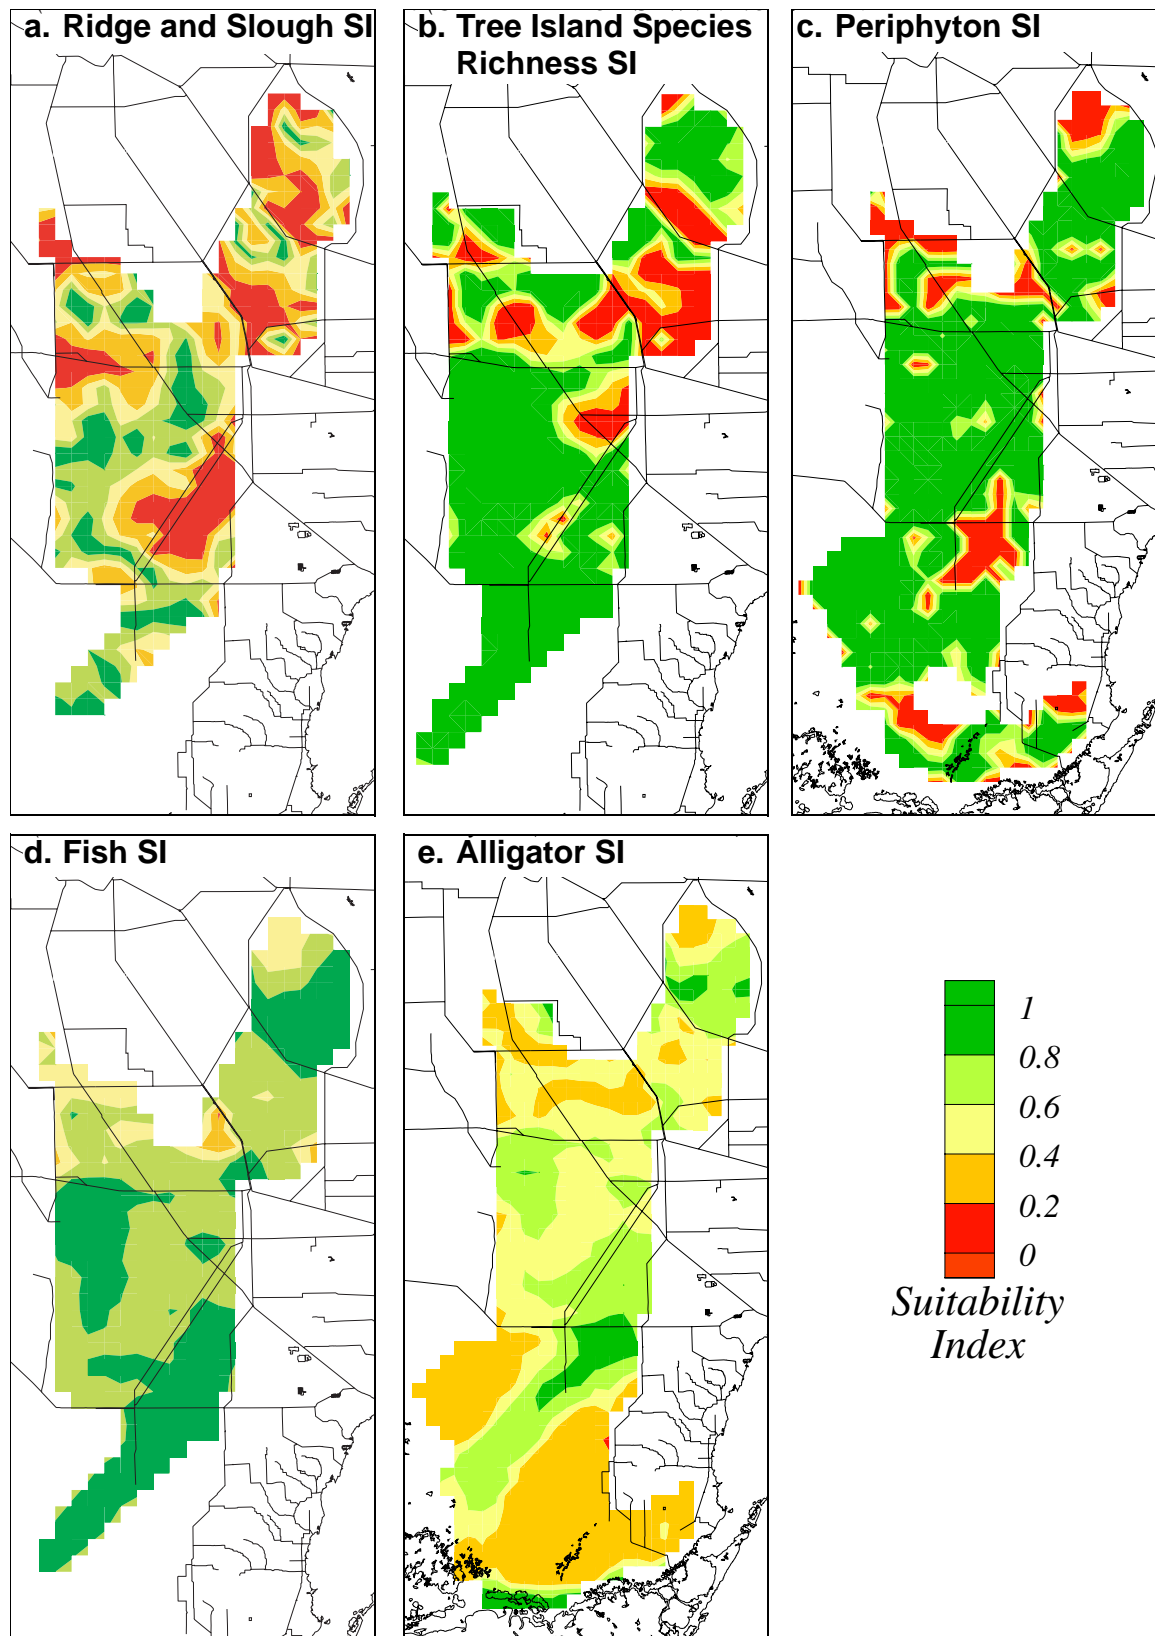 a. Ridge and Slough SI
b. Tree Island Species
Richness SI
c. Periphyton SI
d. Fish SI
e. Alligator SI
1
0.8
0.6
0.4
0.2
0
Suitability
Index